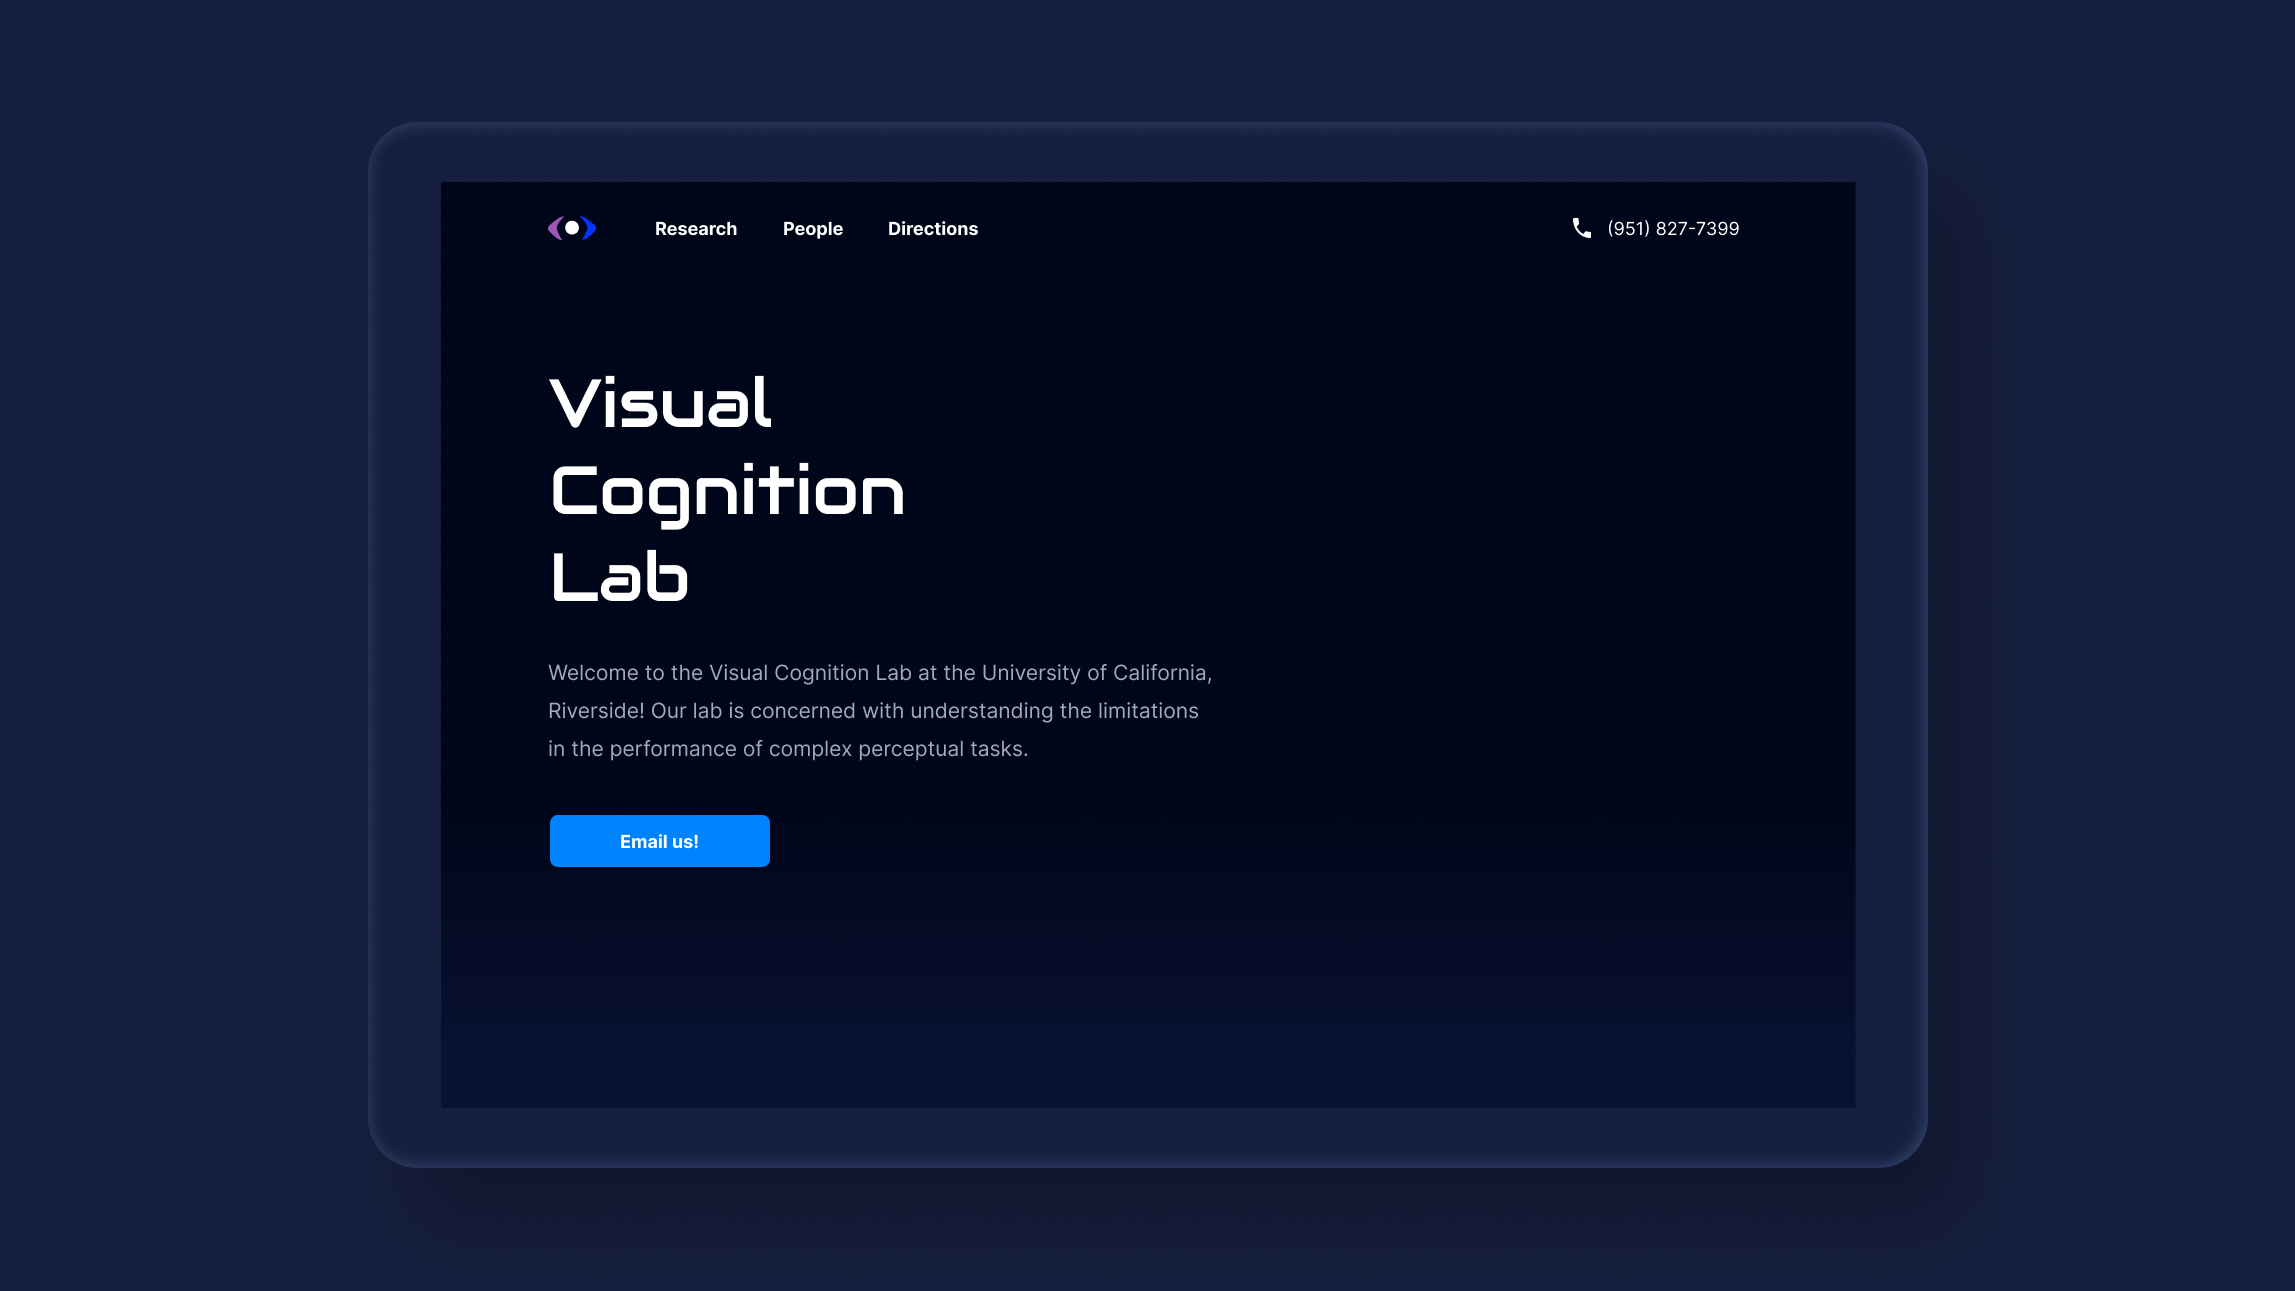 Research People Directions (951) 827-7399
Visual
Cognition
Lab
Welcome to the Visual Cognition Lab at the University of California,
Riverside! Our lab is concerned with understanding the limitations
in the performance of complex perceptual tasks.
Email us!